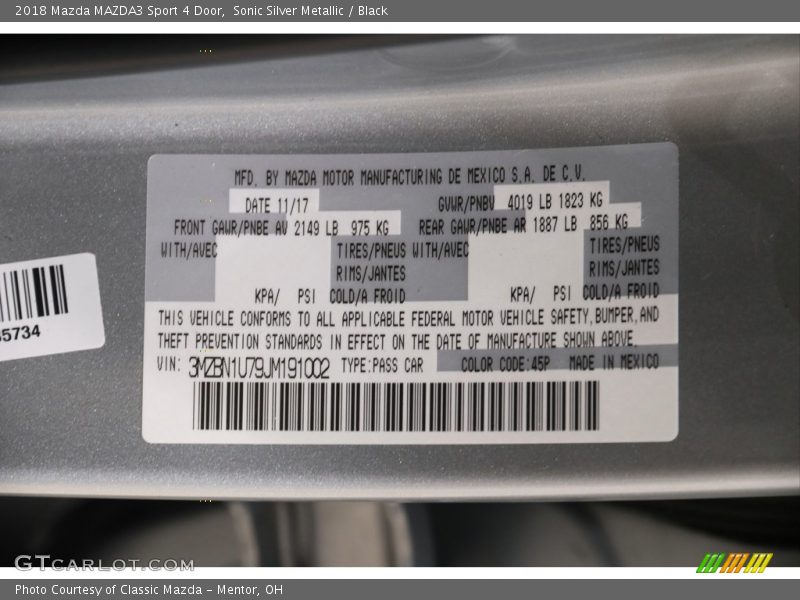 2018 Mazda MAZDA3 Sport 4 Door, Sonic Silver Metallic / Black
MFD. BY MAZDA MOTOR MANUFACTURING DE MEXICO S.A. DE C.V.
DATE 11/17 GVWR/PNBV 4019 LB 1823 KG
FRONT GAWR/PNBE AV 2149 LB 975 KG REAR GAWR/PNBE AR 1887 LB 856 KG
WITH/AVEC TIRES/PNEUS WITH/AVEC TIRES/PNEUS
RIMS/JANTES RIMS/JANTES
KPA/ PSI COLD/A FROID KPA/ PSI COLD/A FROID
THIS VEHICLE CONFORMS TO ALL APPLICABLE FEDERAL MOTOR VEHICLE SAFETY, BUMPER, AND
THEFT PREVENTION STANDARDS IN EFFECT ON THE DATE OF MANUFACTURE SHOWN ABOVE.
VIN: 3MZBN1U79JM191002 TYPE:PASS CAR COLOR CODE:45P MADE IN MEXICO
5734
GTCARLOT.COM
Photo Courtesy of Classic Mazda - Mentor, OH